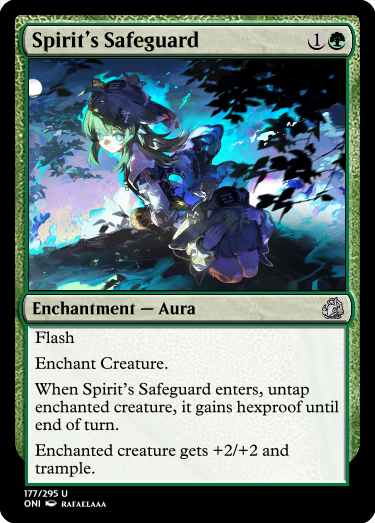 Spirit's Safeguard 1
Enchantment — Aura
Flash
Enchant Creature.
When Spirit's Safeguard enters, untap
enchanted creature, it gains hexproof until
end of turn.
Enchanted creature gets +2/+2 and
trample.
177/295 U
ONI RAFAELAAA